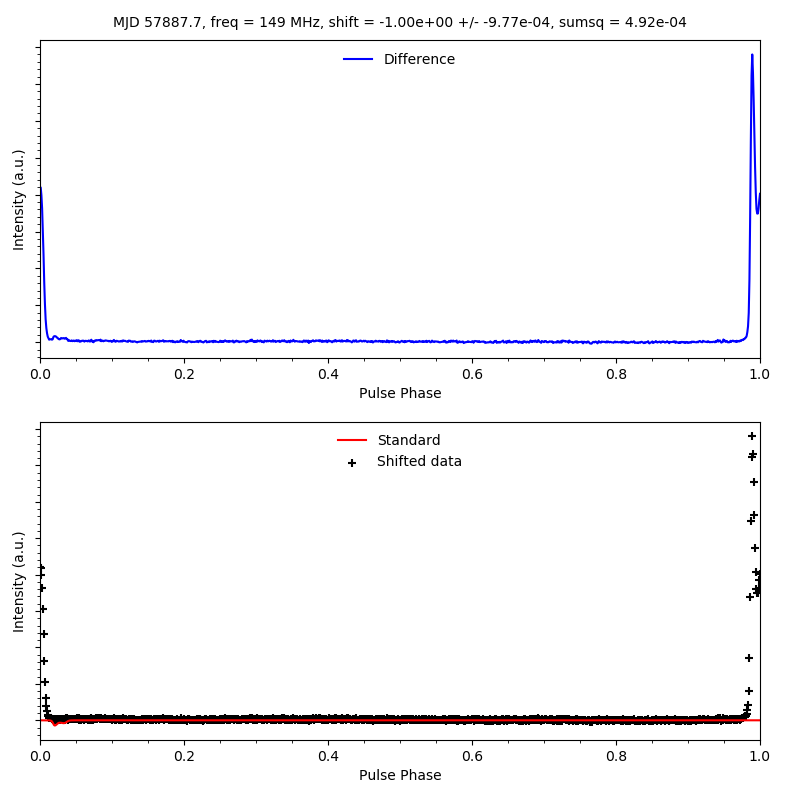 MJD 57887.7, freq = 149 MHz, shift = -1.00e+00 +/- -9.77e-04, sumsq = 4.92e-04
Difference
Intensity (a.u.)
0.0 0.2 0.4 0.6 0.8 1.0
Pulse Phase
Standard
Shifted data
Intensity (a.u.)
0.0 0.2 0.4 0.6 0.8 1.0
Pulse Phase